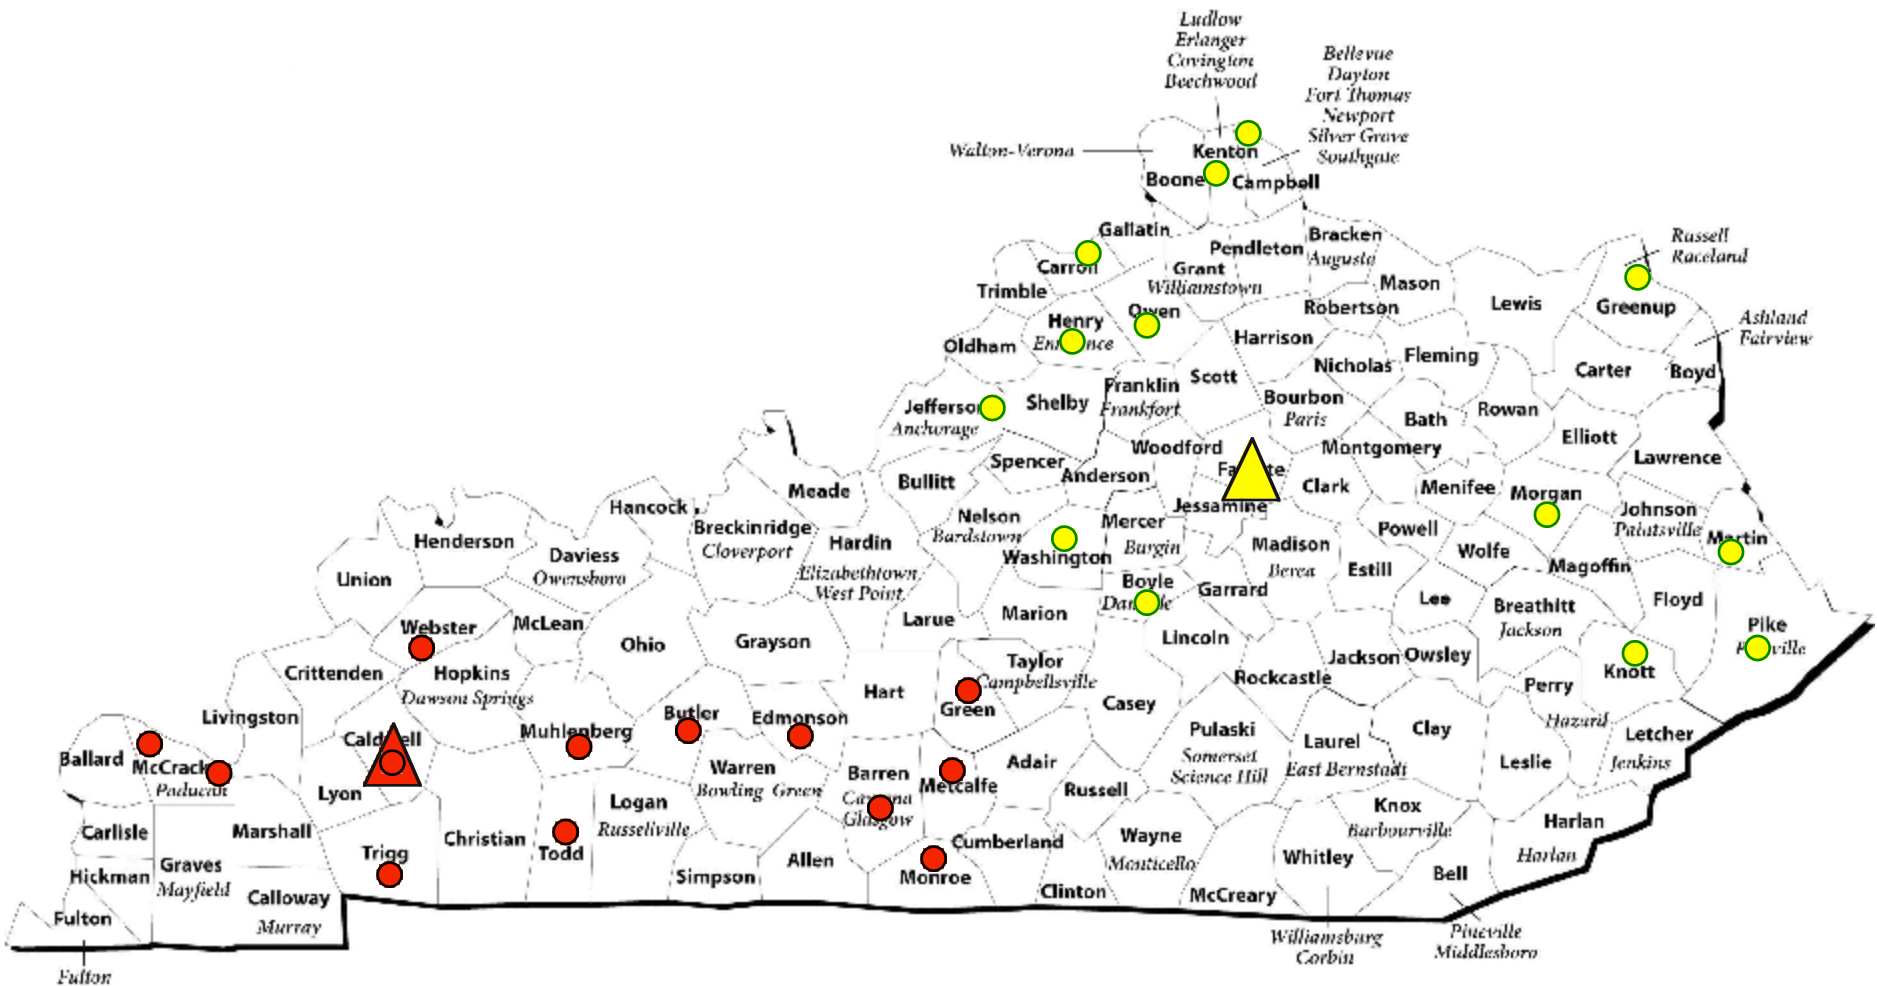 Ludlow
Erlanger
Covington
Beechwood
Bellevue
Dayton
Fort Thomas
Newport
Silver Grove
Southgate
Walton-Verona
Kenton
Boone
Campbell
Gallatin
Pendleton
Bracken
Augusta
Russell
Raceland
Carroll
Grant
Williamstown
Mason
Trimble
Lewis
Robertson
Greenup
Owen
Henry
Ashland
Fairview
Oldham
Harrison
Fleming
Nicholas
Carter
Boyd
Scott
Franklin
Frankfort
Shelby
Bourbon
Paris
Jefferson
Anchorage
Bath
Rowan
Elliott
Woodford
Montgomery
Lawrence
Spencer
Anderson
Fayette
Clark
Bullitt
Meade
Menifee
Morgan
Hancock
Jessamine
Johnson
Paintsville
Nelson
Bardstown
Mercer
Burgin
Breckinridge
Cloverport
Powell
Martin
Henderson
Hardin
Elizabethtown
West Point
Washington
Madison
Berea
Wolfe
Daviess
Owensboro
Magoffin
Estill
Union
Boyle
Danville
Garrard
Lee
Floyd
Breathitt
Jackson
Marion
Larue
Webster
McLean
Pike
Lincoln
Ohio
Grayson
Jackson
Owsley
Taylor
Campbellsville
Crittenden
Hopkins
Dawson Springs
Rockcastle
Knott
Perry
Hazard
Hart
Green
Casey
Livingston
Butler
Edmonson
Muhlenberg
Pulaski
Somerset
Science Hill
Clay
Letcher
Jenkins
Caldwell
Laurel
East Bernstadt
Ballard
McCracken
Paducah
Adair
Leslie
Warren
Bowling Green
Barren
Caverna
Glasgow
Metcalfe
Russell
Lyon
Logan
Russellville
Knox
Barbourville
Harlan
Harlan
Carlisle
Marshall
Christian
Cumberland
Wayne
Monticello
Trigg
Todd
Allen
Whitley
Graves
Mayfield
Hickman
Simpson
Monroe
Bell
Clinton
McCreary
Calloway
Murray
Fulton
Fulton
Williamsburg
Corbin
Pineville
Middlesboro